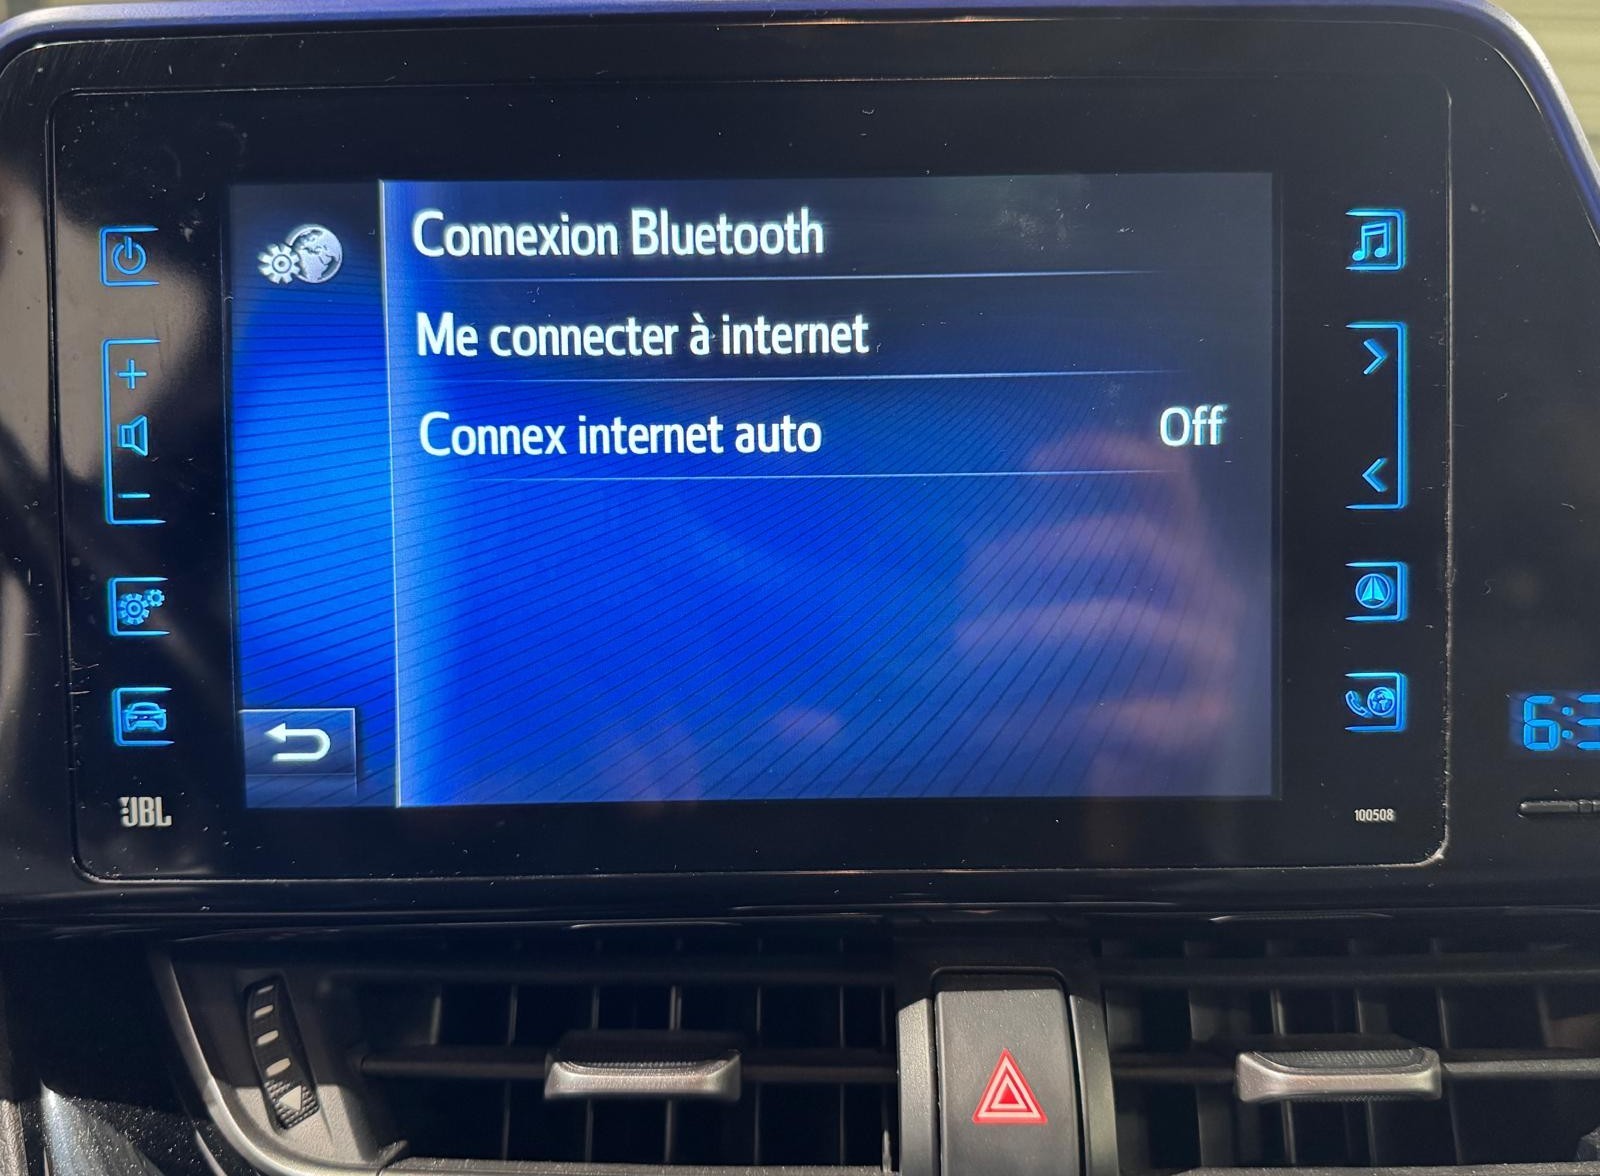 Connexion Bluetooth
Me connecter à internet
Connex internet auto Off
JBL
100508